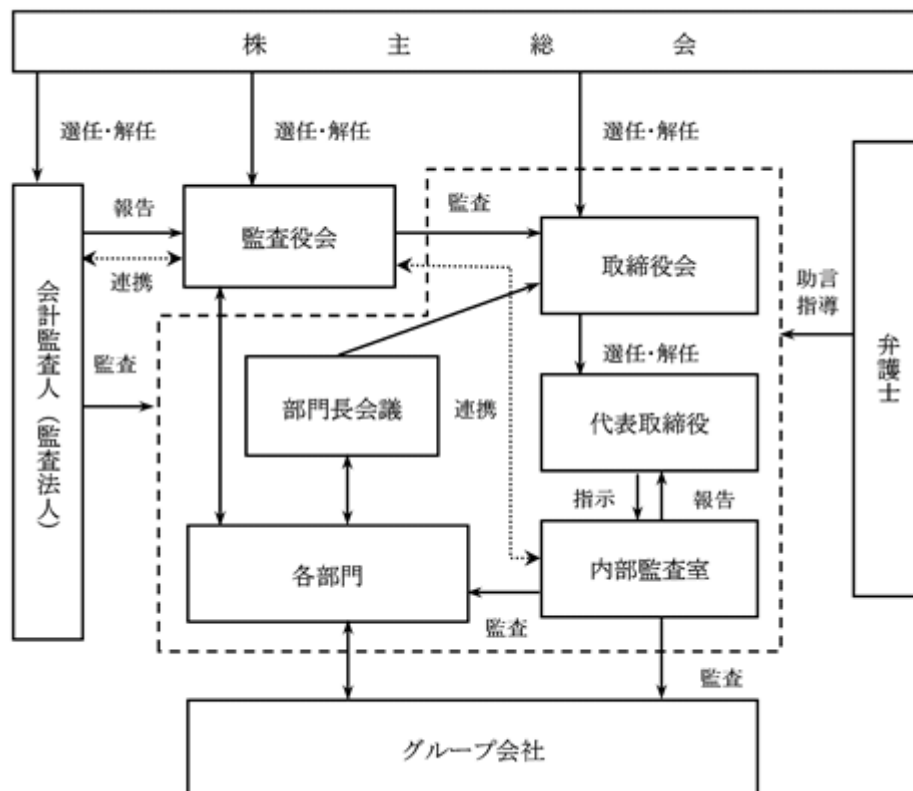 株主総会
選任・解任
選任・解任
選任・解任
報告
監査役会
監査
取締役会
連携
助言
指導
会計監査人（監査法人）
弁護士
監査
選任・解任
部門長会議
連携
代表取締役
指示
報告
各部門
内部監査室
監査
監査
グループ会社